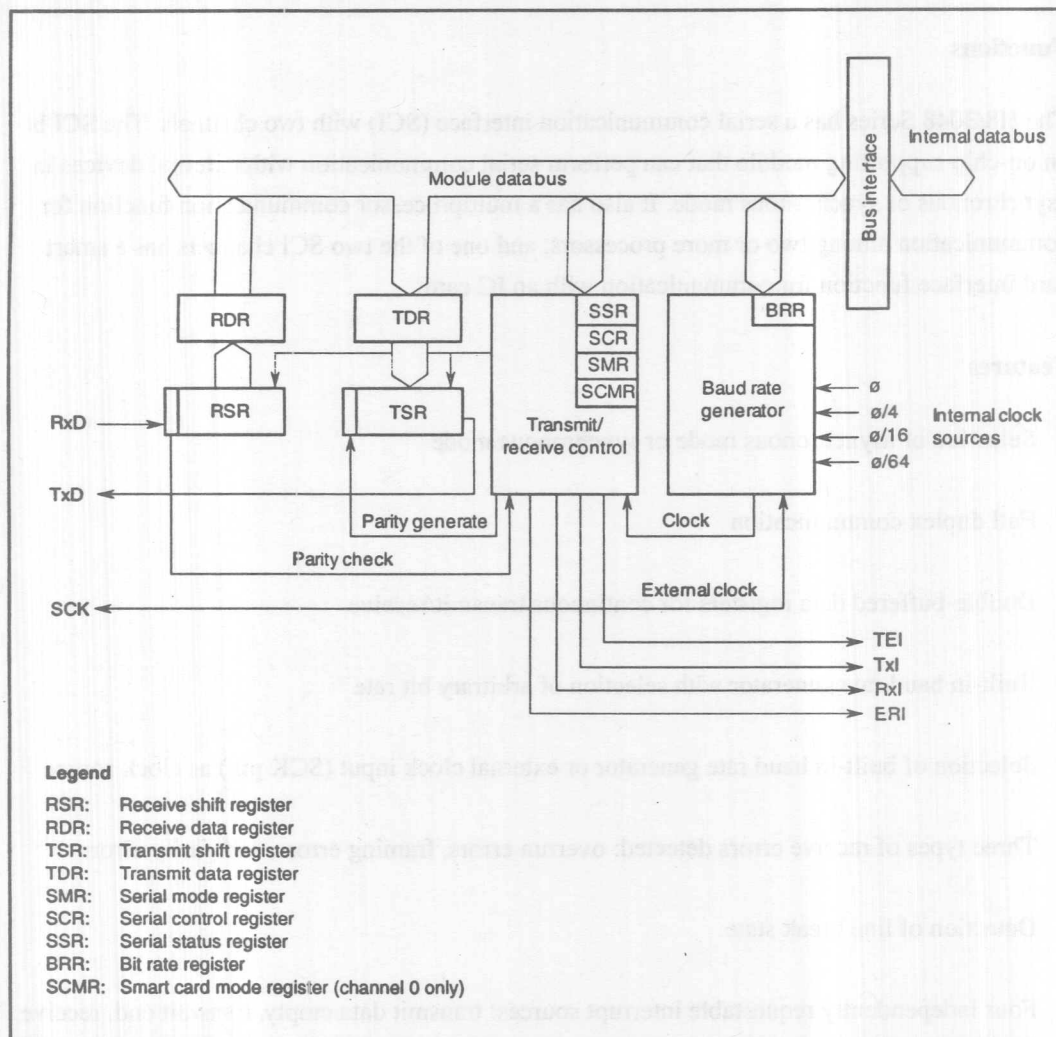 Bus interface
Internal data bus
Module data bus
RDR
TDR
SSR
SCR
SMR
SCMR
BRR
RSR
TSR
Transmit/
receive control
Baud rate
generator
ø
ø/4
ø/16
ø/64
Internal clock
sources
RxD
TxD
Parity generate
Clock
Parity check
SCK
External clock
TEI
TxI
RxI
ERI
Legend
RSR: Receive shift register
RDR: Receive data register
TSR: Transmit shift register
TDR: Transmit data register
SMR: Serial mode register
SCR: Serial control register
SSR: Serial status register
BRR: Bit rate register
SCMR: Smart card mode register (channel 0 only)